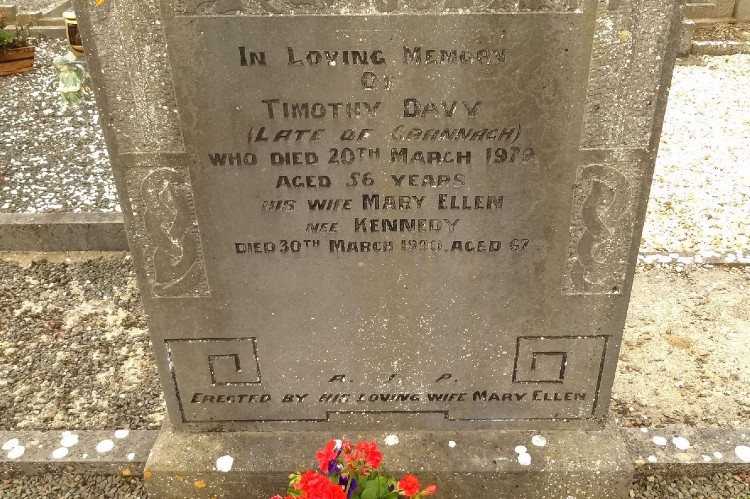 IN LOVING MEMORY
OF
TIMOTHY DAVY
(LATE OF CRANNAGH)
WHO DIED 20TH MARCH 1979
AGED 56 YEARS
HIS WIFE MARY ELLEN
NEE KENNEDY
DIED 30TH MARCH 1990. AGED 67.
R. I. P.
ERECTED BY HIS LOVING WIFE MARY ELLEN